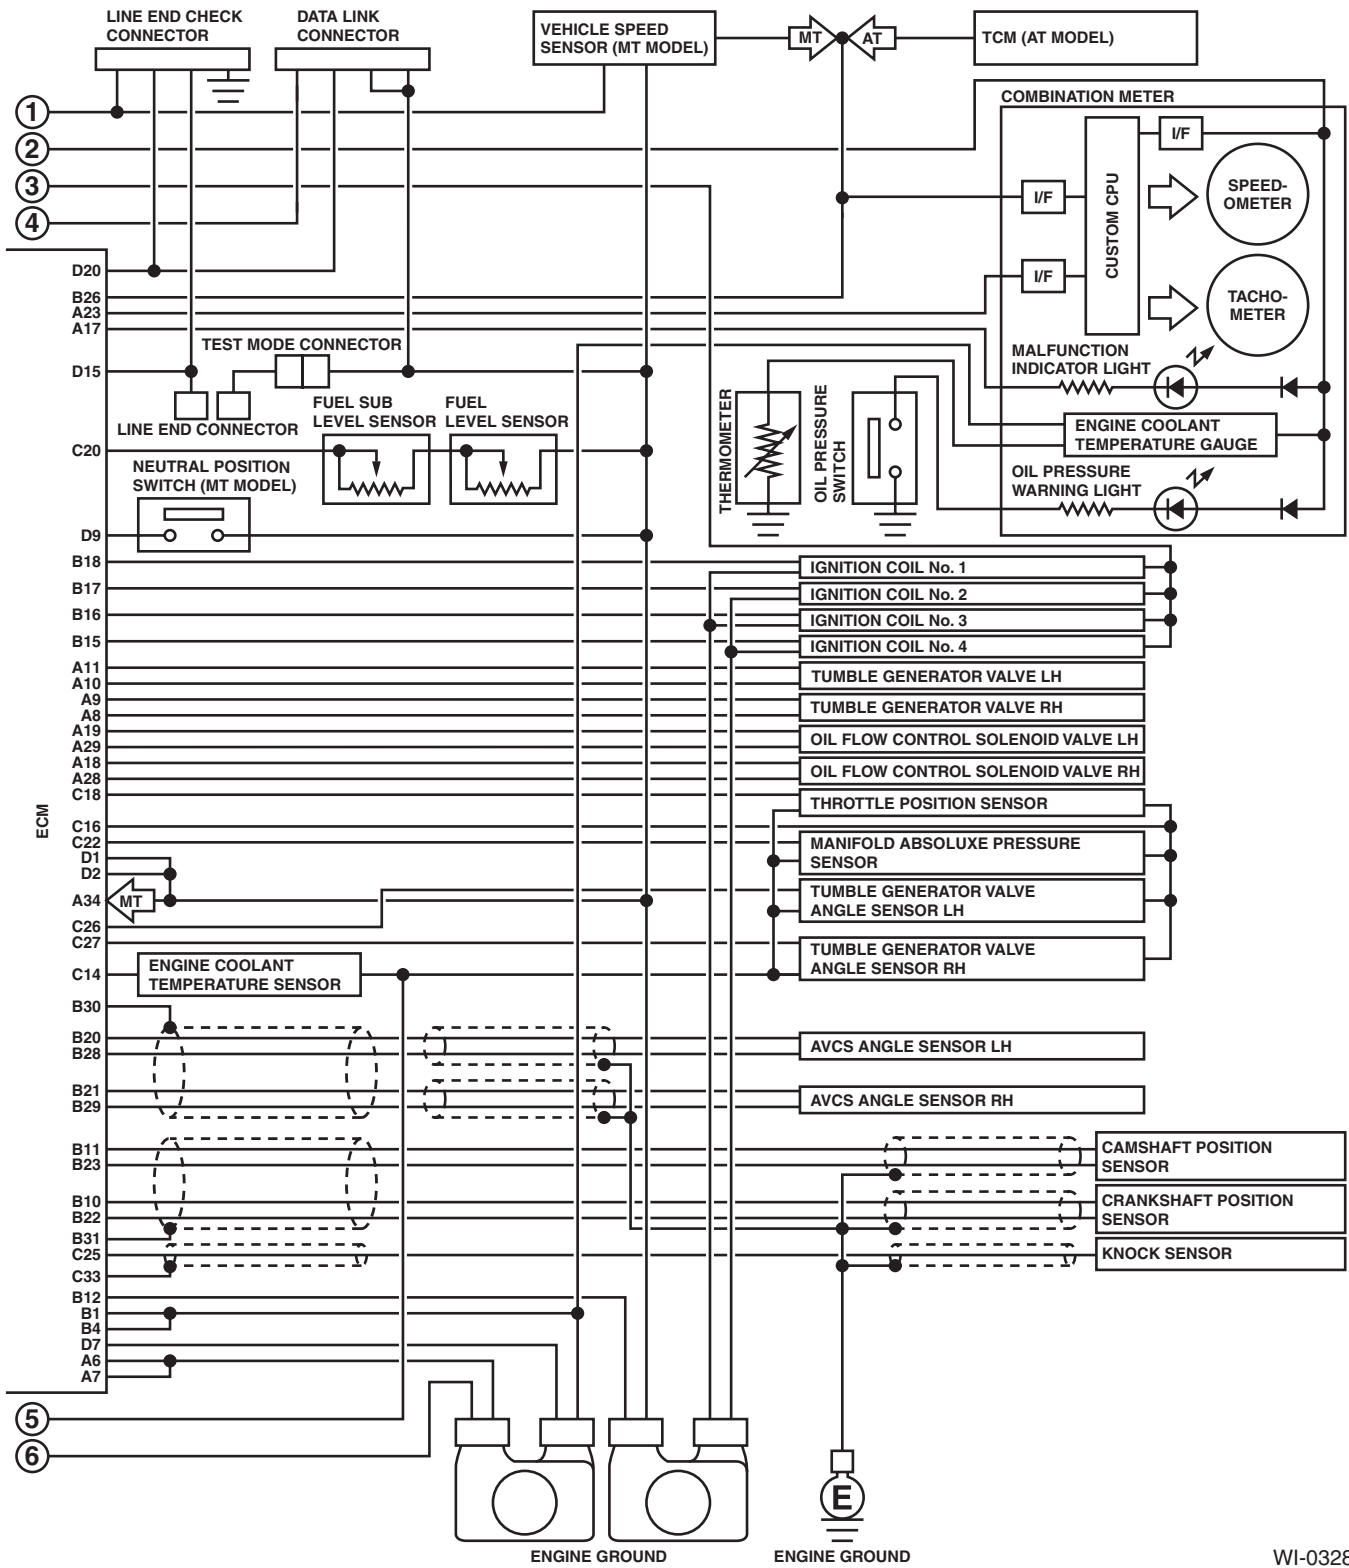 LINE END CHECK
CONNECTOR
DATA LINK
CONNECTOR
VEHICLE SPEED
SENSOR (MT MODEL)
MT
AT
TCM (AT MODEL)
1
2
3
4
COMBINATION METER
I/F
I/F
I/F
CUSTOM CPU
SPEED-
OMETER
TACHO-
METER
MALFUNCTION
INDICATOR LIGHT
ENGINE COOLANT
TEMPERATURE GAUGE
OIL PRESSURE
WARNING LIGHT
THERMOMETER
OIL PRESSURE
SWITCH
TEST MODE CONNECTOR
LINE END CONNECTOR
FUEL SUB
LEVEL SENSOR
FUEL
LEVEL SENSOR
NEUTRAL POSITION
SWITCH (MT MODEL)
ECM
D20
B26
A23
A17
D15
C20
D9
B18
B17
B16
B15
A11
A10
A9
A8
A19
A29
A18
A28
C18
C16
C22
D1
D2
A34
MT
C26
C27
C14
B30
B20
B28
B21
B29
B11
B23
B10
B22
B31
C25
C33
B12
B1
B4
D7
A6
A7
IGNITION COIL No. 1
IGNITION COIL No. 2
IGNITION COIL No. 3
IGNITION COIL No. 4
TUMBLE GENERATOR VALVE LH
TUMBLE GENERATOR VALVE RH
OIL FLOW CONTROL SOLENOID VALVE LH
OIL FLOW CONTROL SOLENOID VALVE RH
THROTTLE POSITION SENSOR
MANIFOLD ABSOLUXE PRESSURE
SENSOR
TUMBLE GENERATOR VALVE
ANGLE SENSOR LH
TUMBLE GENERATOR VALVE
ANGLE SENSOR RH
ENGINE COOLANT
TEMPERATURE SENSOR
AVCS ANGLE SENSOR LH
AVCS ANGLE SENSOR RH
CAMSHAFT POSITION
SENSOR
CRANKSHAFT POSITION
SENSOR
KNOCK SENSOR
5
6
E
ENGINE GROUND
ENGINE GROUND
WI-0328